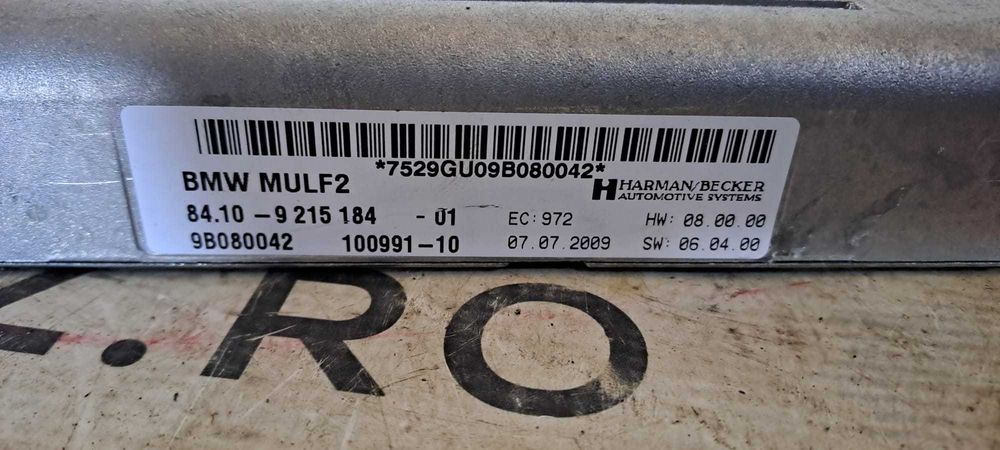 *7529GU09B080042*
BMW MULF2
HARMAN/BECKER
AUTOMOTIVE SYSTEMS
84.10 - 9 215 184 - 01 EC: 972 HW: 08.00.00
9B080042 100991-10 07.07.2009 SW: 06.04.00
.RO